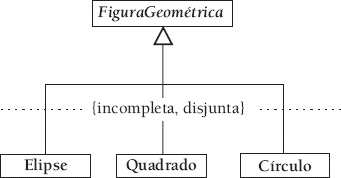 FiguraGeométrica
{incompleta, disjunta}
Elipse Quadrado Círculo